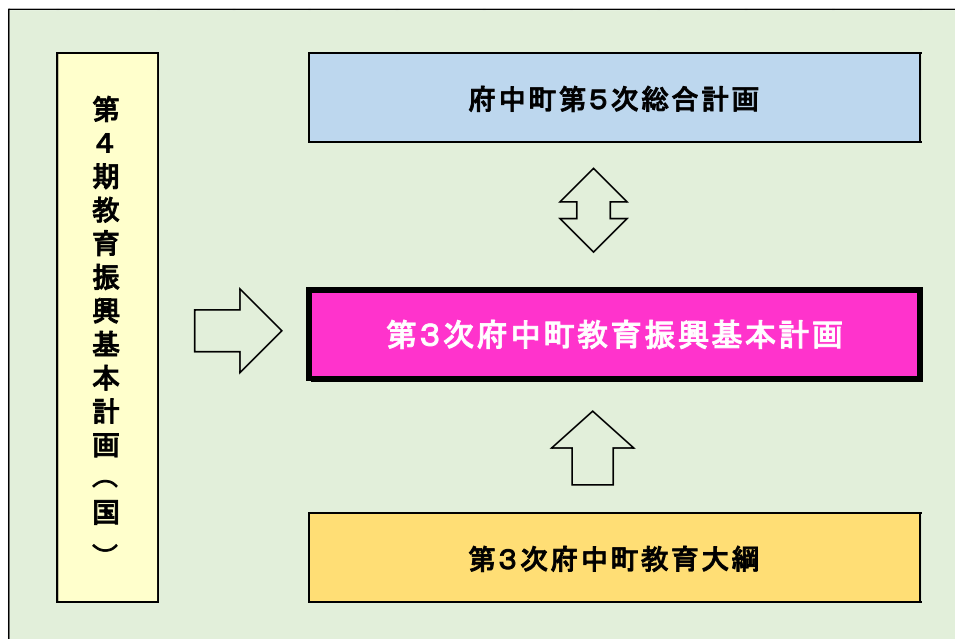 第4期教育振興基本計画(国)
府中町第5次総合計画
第3次府中町教育振興基本計画
第3次府中町教育大綱